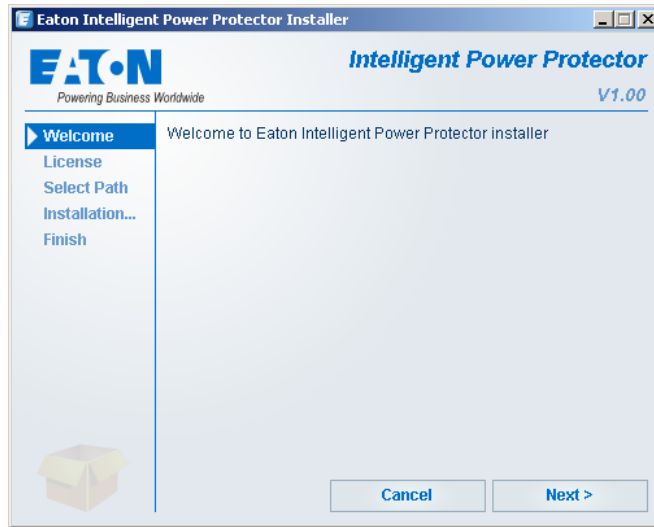 Eaton Intelligent Power Protector Installer
EATON
Powering Business Worldwide
Intelligent Power Protector
V1.00
Welcome
License
Select Path
Installation...
Finish
Welcome to Eaton Intelligent Power Protector installer
Cancel
Next >